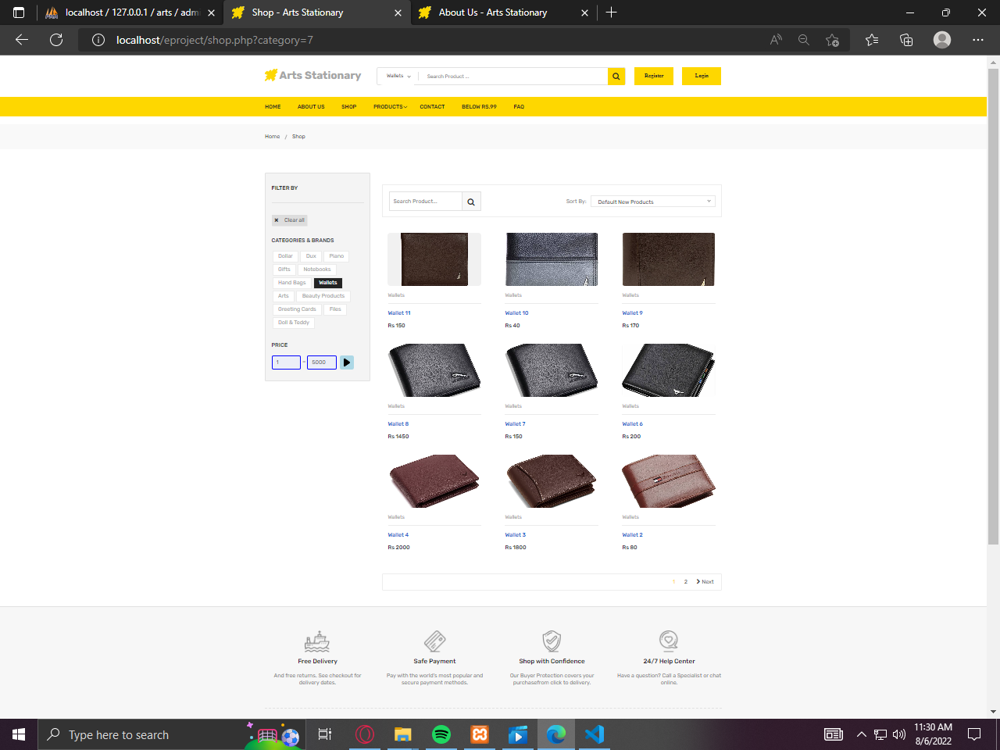 localhost / 127.0.0.1 / arts / admi
Shop - Arts Stationary
About Us - Arts Stationary
localhost/eproject/shop.php?category=7
Arts Stationary
Wallets
Search Product ...
Register
Login
HOME
ABOUT US
SHOP
PRODUCTS
CONTACT
BELOW RS.99
FAQ
Home / Shop
FILTER BY
Clear all
CATEGORIES & BRANDS
Dollar Dux Piano
Gifts Notebooks
Hand Bags Wallets
Arts Beauty Products
Greeting Cards Files
Doll & Teddy
PRICE
1 - 5000
Search Product...
Sort By: Default New Products
Wallets Wallets Wallets
Wallet 11 Wallet 10 Wallet 9
Rs 150 Rs 40 Rs 170
Wallets Wallets Wallets
Wallet 8 Wallet 7 Wallet 6
Rs 1450 Rs 150 Rs 200
Wallets Wallets Wallets
Wallet 4 Wallet 3 Wallet 2
Rs 2000 Rs 1800 Rs 80
1 2 Next
Free Delivery
And free returns. See checkout for
delivery dates.
Safe Payment
Pay with the world's most popular and
secure payment methods.
Shop with Confidence
Our Buyer Protection covers your
purchasefrom click to delivery.
24/7 Help Center
Have a question? Call a Specialist or chat
online.
Type here to search
11:30 AM
8/6/2022